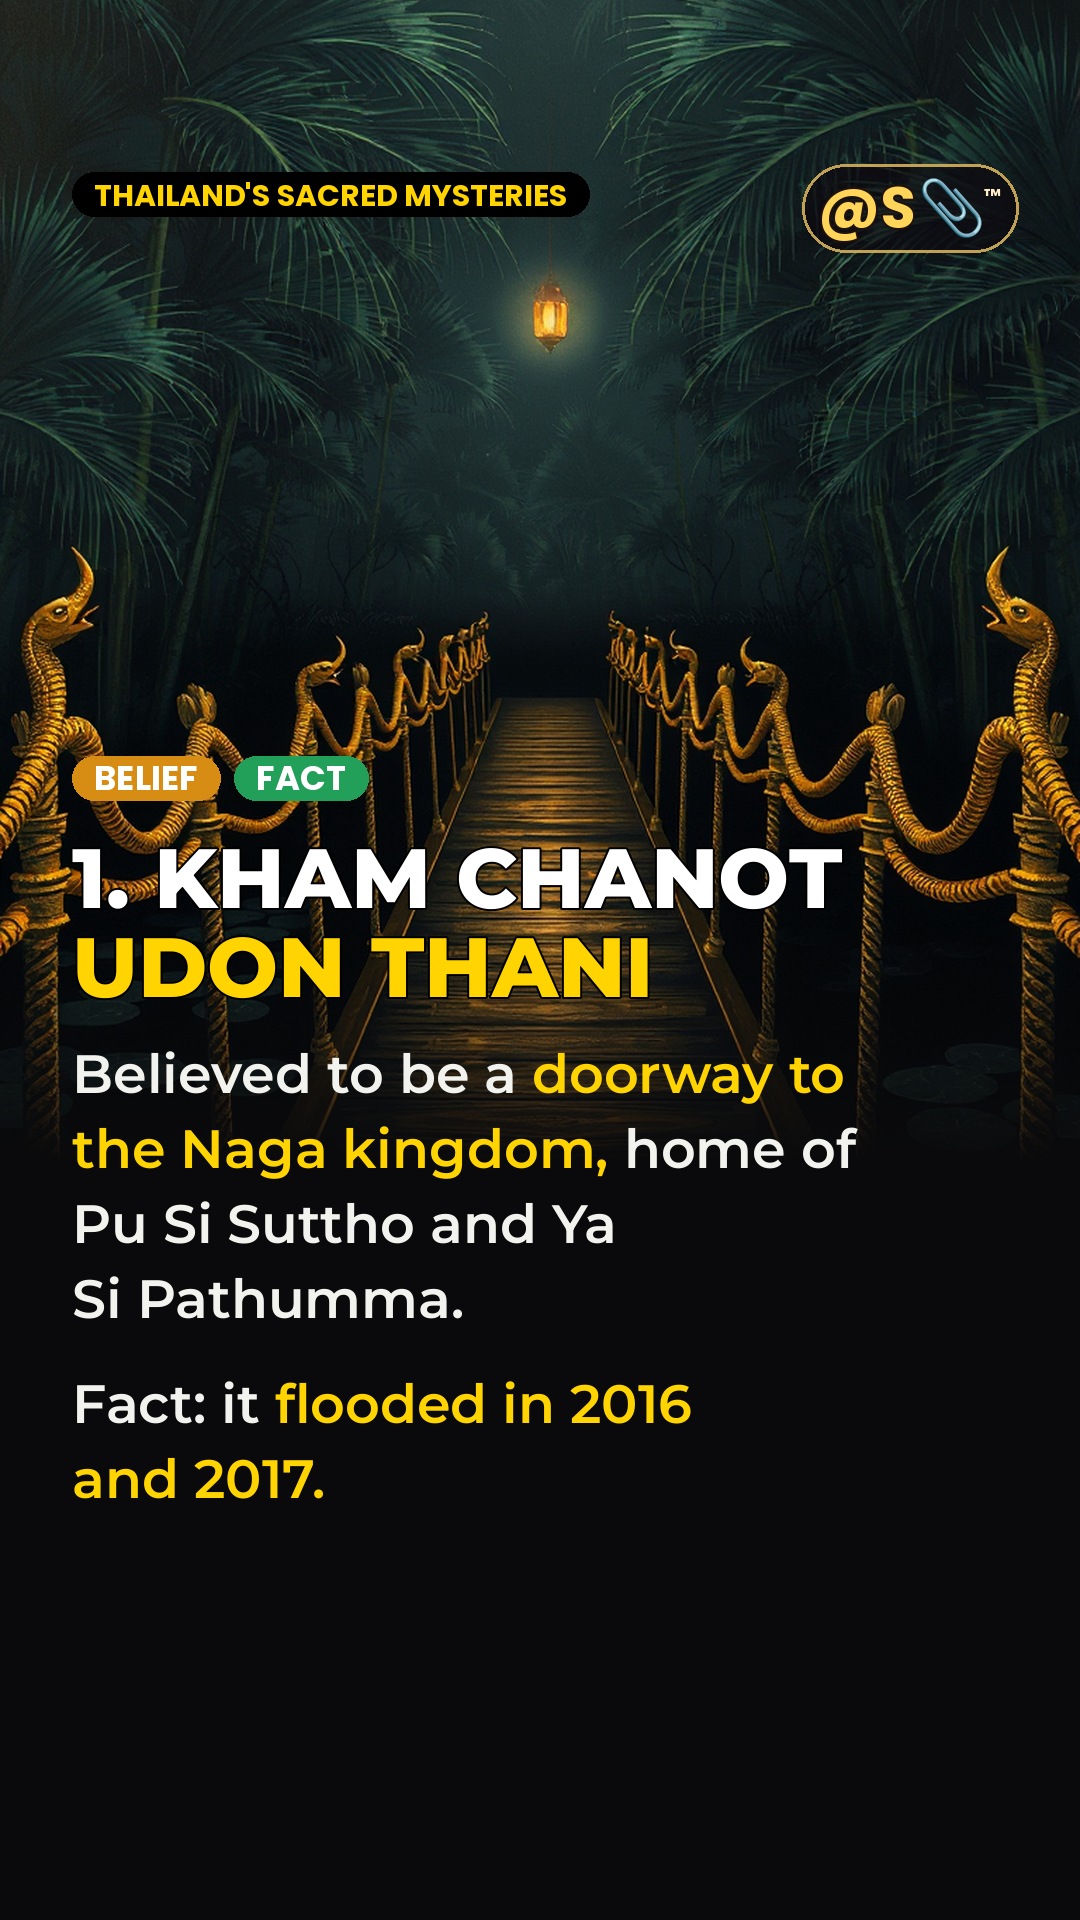 THAILAND'S SACRED MYSTERIES
@S📎™
BELIEF FACT
1. KHAM CHANOT
UDON THANI
Believed to be a doorway to
the Naga kingdom, home of
Pu Si Suttho and Ya
Si Pathumma.
Fact: it flooded in 2016
and 2017.